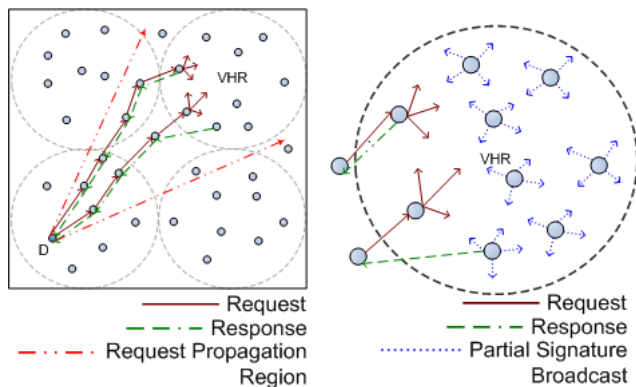 VHR
D
Request
Response
Request Propagation
Region
VHR
Request
Response
Partial Signature
Broadcast